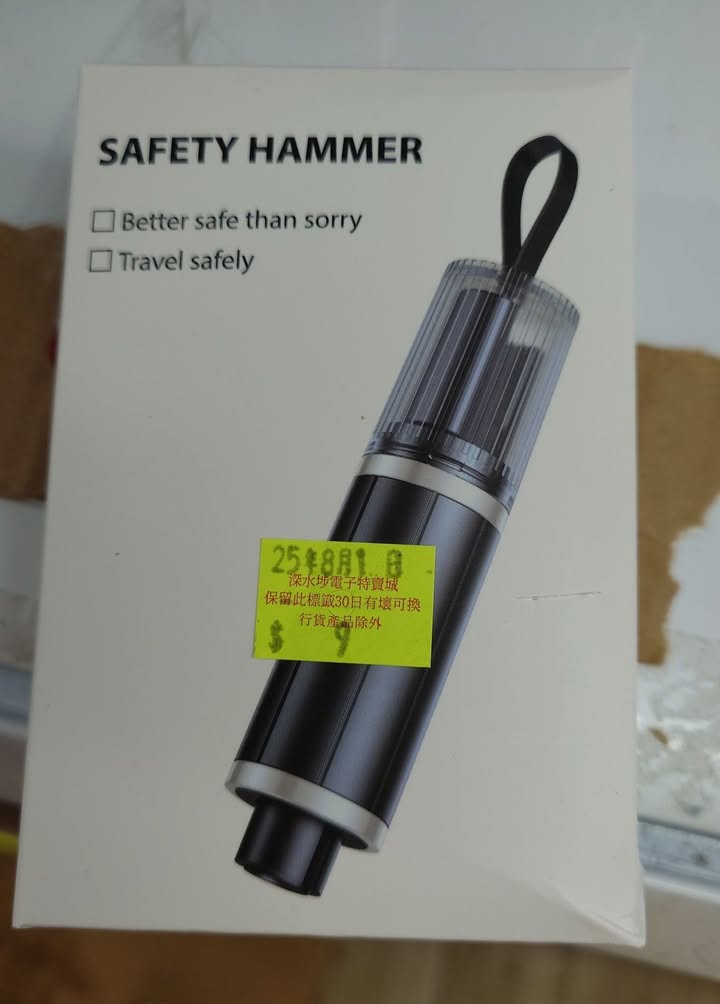 SAFETY HAMMER
Better safe than sorry
Travel safely
25年8月1日
深水埗電子特賣城
保留此標籤30日有壞可換
行貨產品除外
$ 9